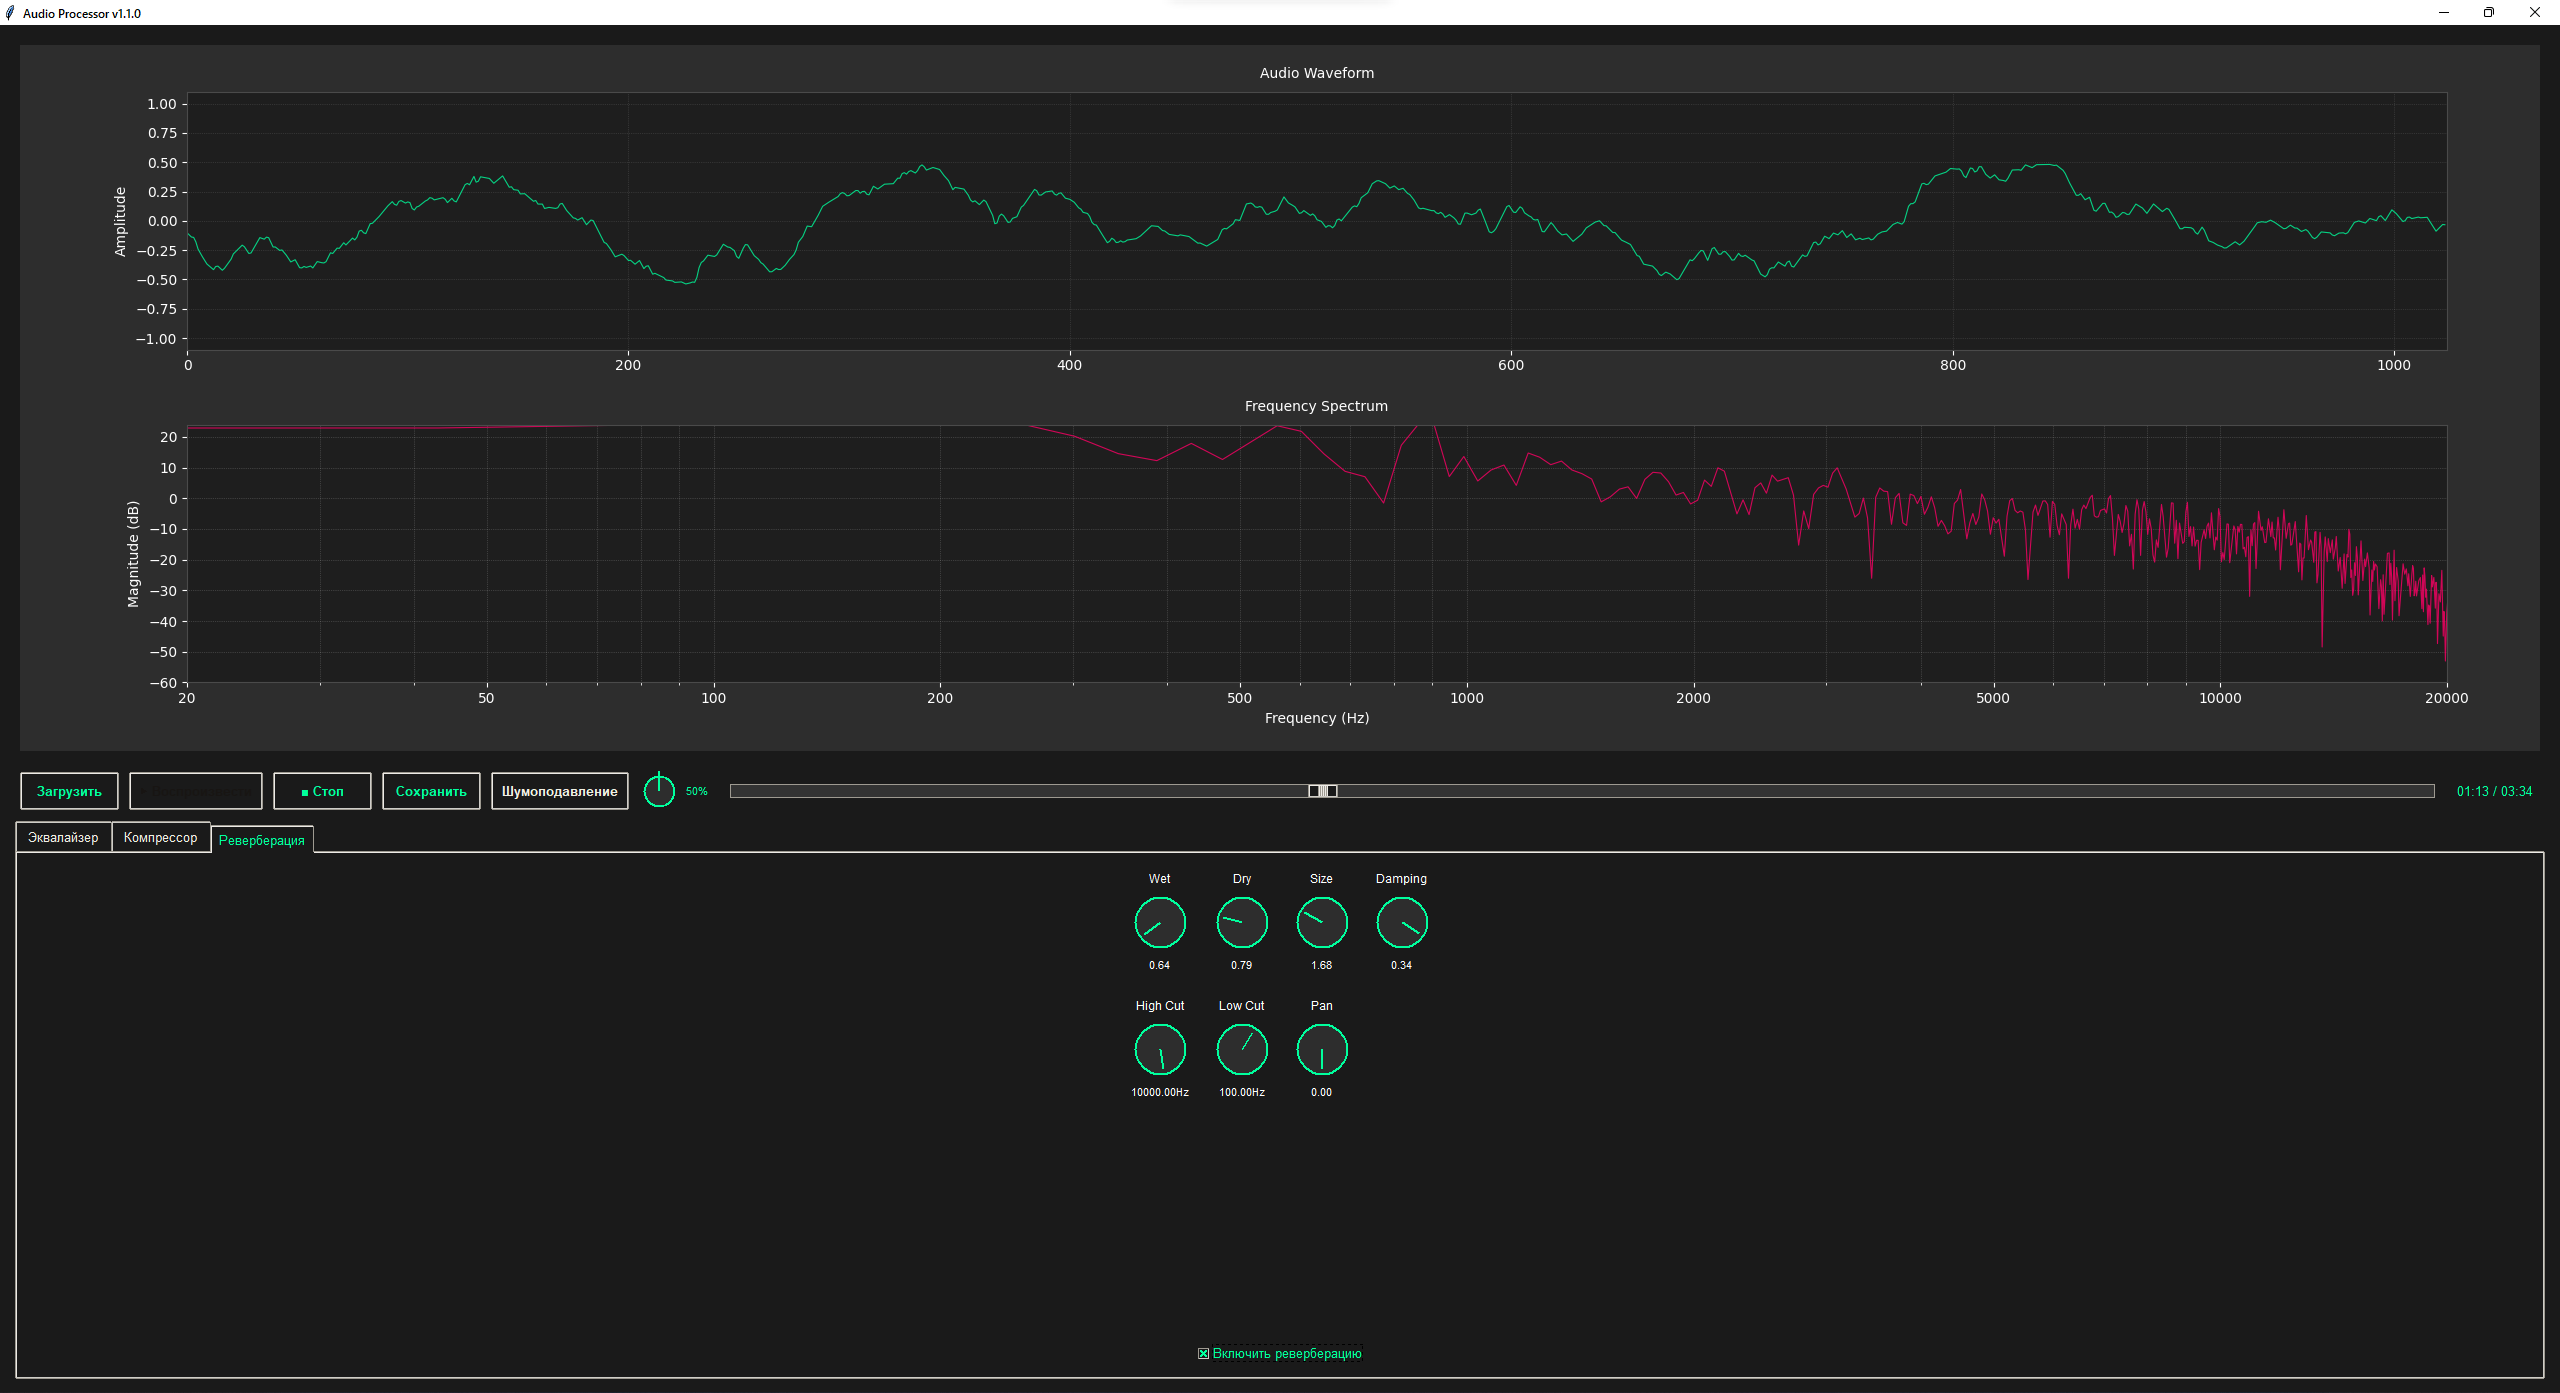 Audio Processor v1.1.0
Audio Waveform
1.00
0.75
0.50
0.25
0.00
−0.25
−0.50
−0.75
−1.00
Amplitude
0 200 400 600 800 1000
Frequency Spectrum
20
10
0
−10
−20
−30
−40
−50
−60
Magnitude (dB)
20 50 100 200 500 1000 2000 5000 10000 20000
Frequency (Hz)
Загрузить ■ Стоп Сохранить Шумоподавление 50% 01:13 / 03:34
Эквалайзер Компрессор Реверберация
Wet Dry Size Damping
0.64 0.79 1.68 0.34
High Cut Low Cut Pan
10000.00Hz 100.00Hz 0.00
Включить реверберацию